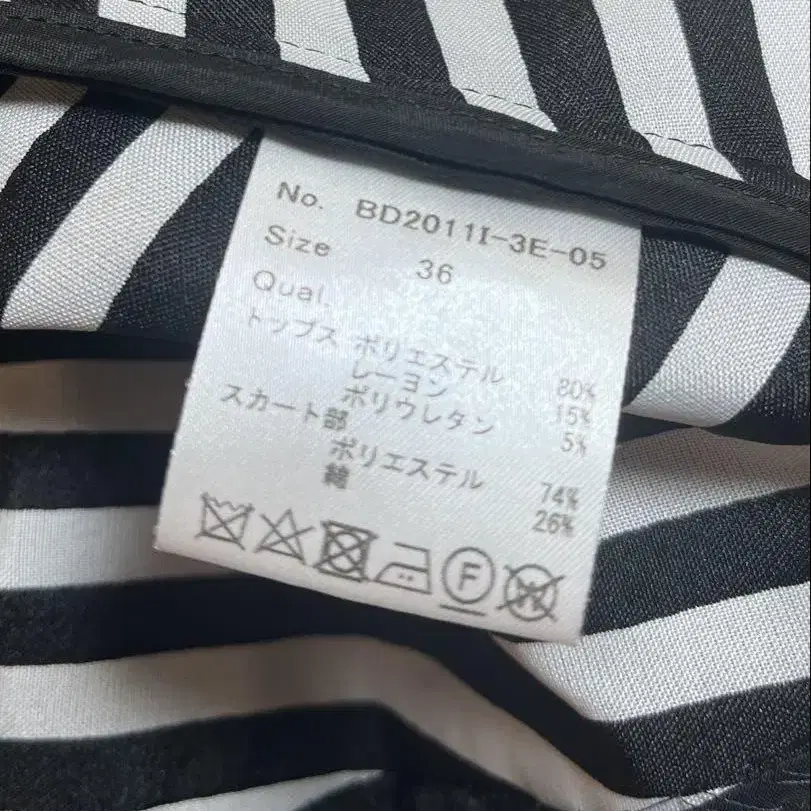 No. BD2011I-3E-05
Size 36
Qual.
トップス
ポリエステル 80%
レーヨン 15%
ポリウレタン 5%
スカート部
ポリエステル 74%
綿 26%
F
W